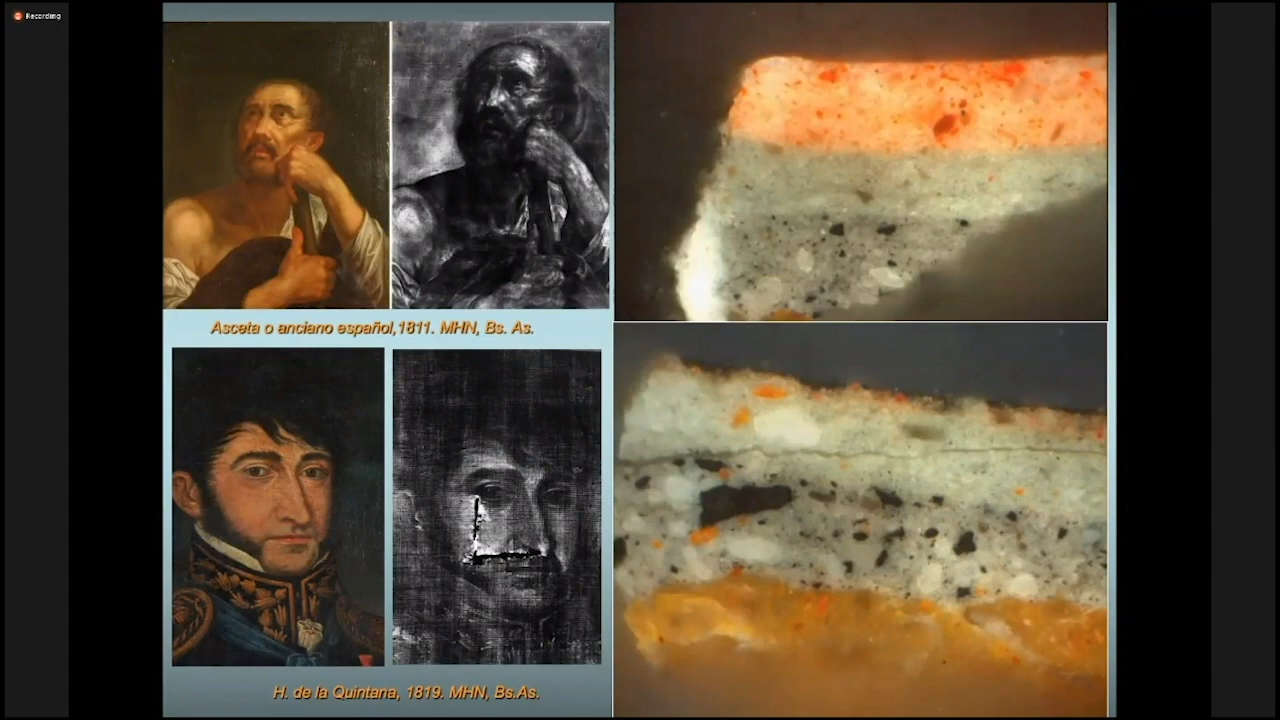 Recording
Asceta o anciano español,1811. MHN, Bs. As.
H. de la Quintana, 1819. MHN, Bs.As.